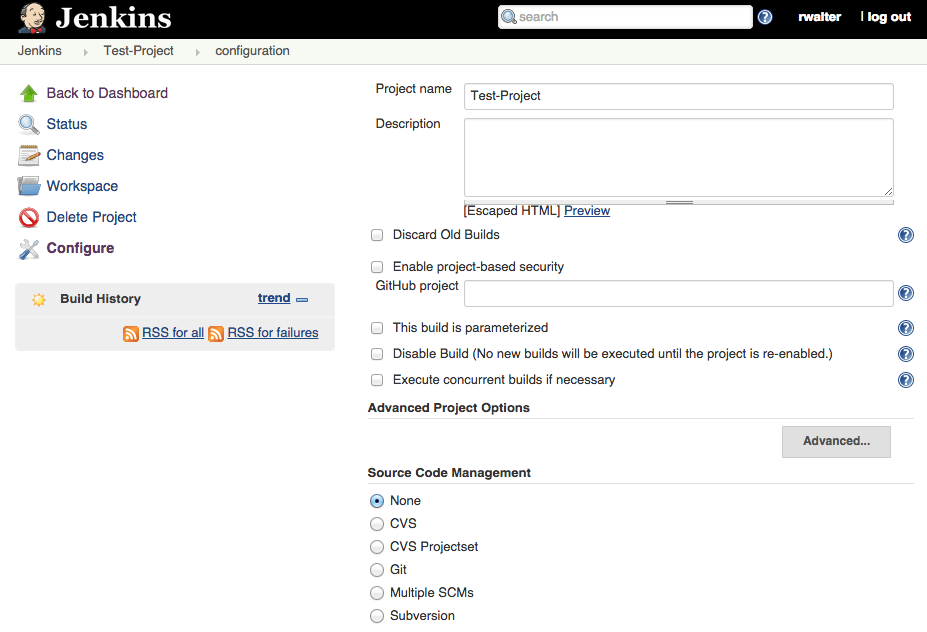 Jenkins
search
rwalter
| log out
Jenkins
Test-Project
configuration
Back to Dashboard
Status
Changes
Workspace
Delete Project
Configure
Build History
trend
RSS for all
RSS for failures
Project name
Test-Project
Description
[Escaped HTML] Preview
Discard Old Builds
Enable project-based security
GitHub project
This build is parameterized
Disable Build (No new builds will be executed until the project is re-enabled.)
Execute concurrent builds if necessary
Advanced Project Options
Advanced...
Source Code Management
None
CVS
CVS Projectset
Git
Multiple SCMs
Subversion